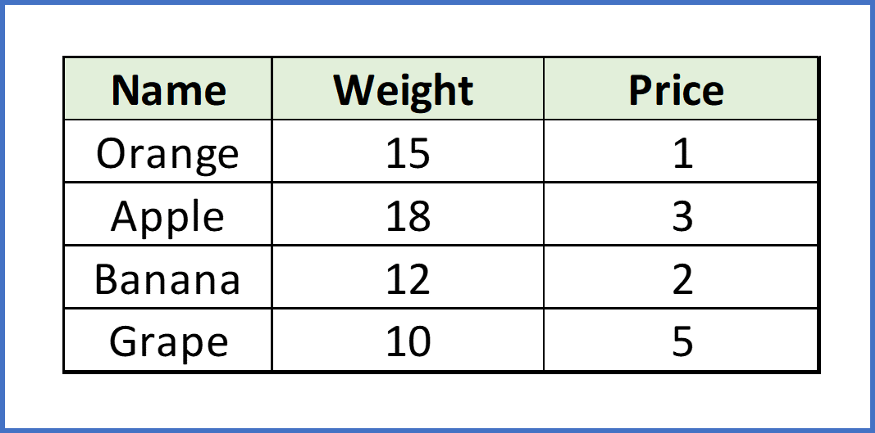 Name Weight Price
Orange 15 1
Apple 18 3
Banana 12 2
Grape 10 5